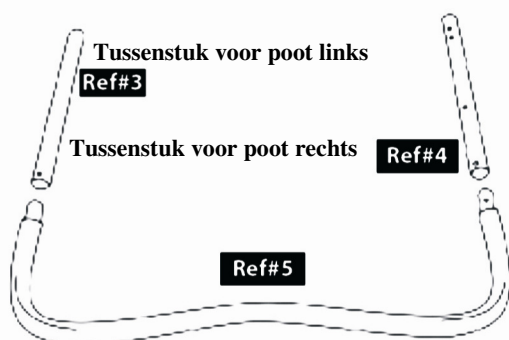 Tussenstuk voor poot links
Ref#3
Tussenstuk voor poot rechts
Ref#4
Ref#5